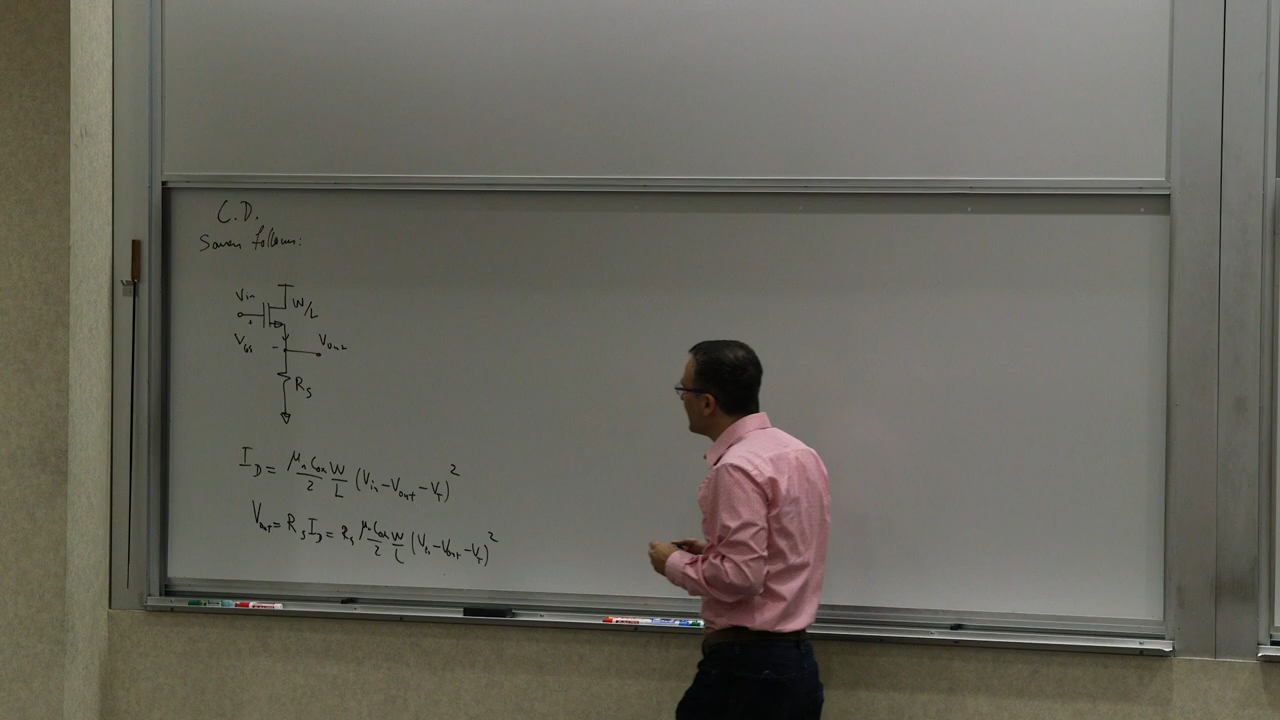 C.D.
Source follower:
Vin
W/L
+
VGS
-
Vout
RS
ID = μnCox/2 W/L (Vin - Vout - VT)²
Vout = RS ID = RS μnCox/2 W/L (Vin - Vout - VT)²